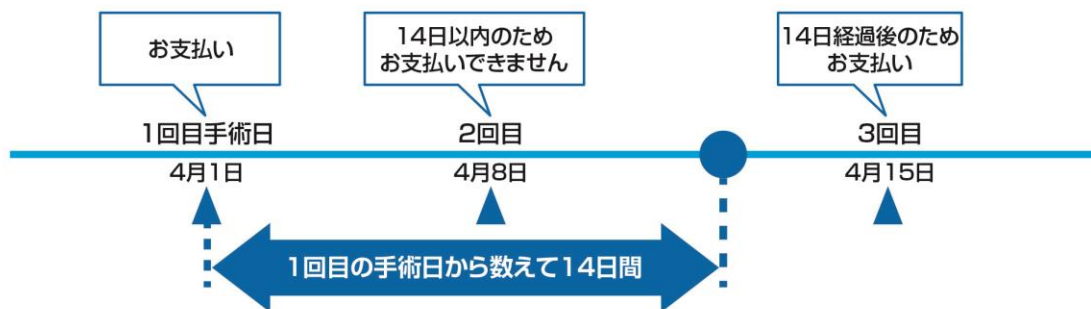 お支払い
14日以内のため
お支払いできません
14日経過後のため
お支払い
1回目手術日
2回目
3回目
4月1日
4月8日
4月15日
1回目の手術日から数えて14日間